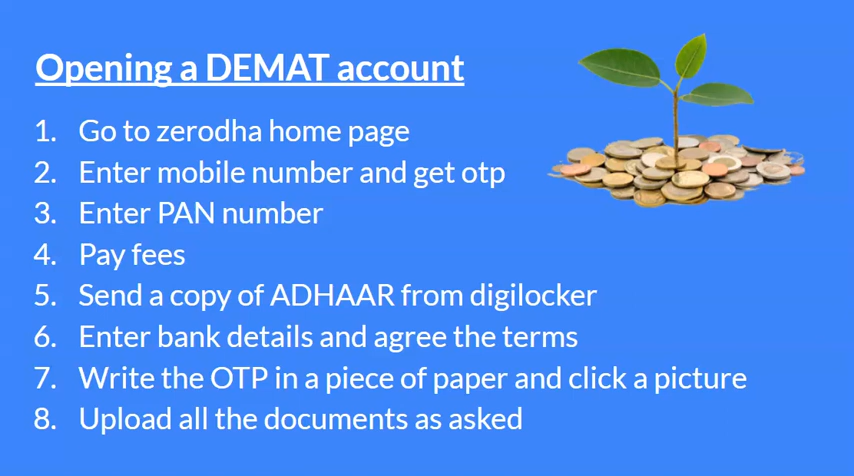 Opening a DEMAT account
1. Go to zerodha home page
2. Enter mobile number and get otp
3. Enter PAN number
4. Pay fees
5. Send a copy of ADHAAR from digilocker
6. Enter bank details and agree the terms
7. Write the OTP in a piece of paper and click a picture
8. Upload all the documents as asked